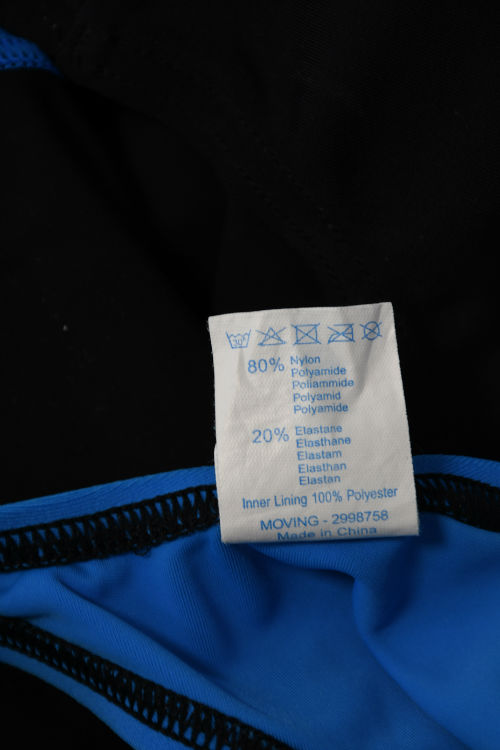 30°
80% Nylon
Polyamide
Poliammide
Polyamid
Polyamide
20% Elastane
Elasthane
Elastam
Elasthan
Elastan
Inner Lining 100% Polyester
MOVING - 2998758
Made in China